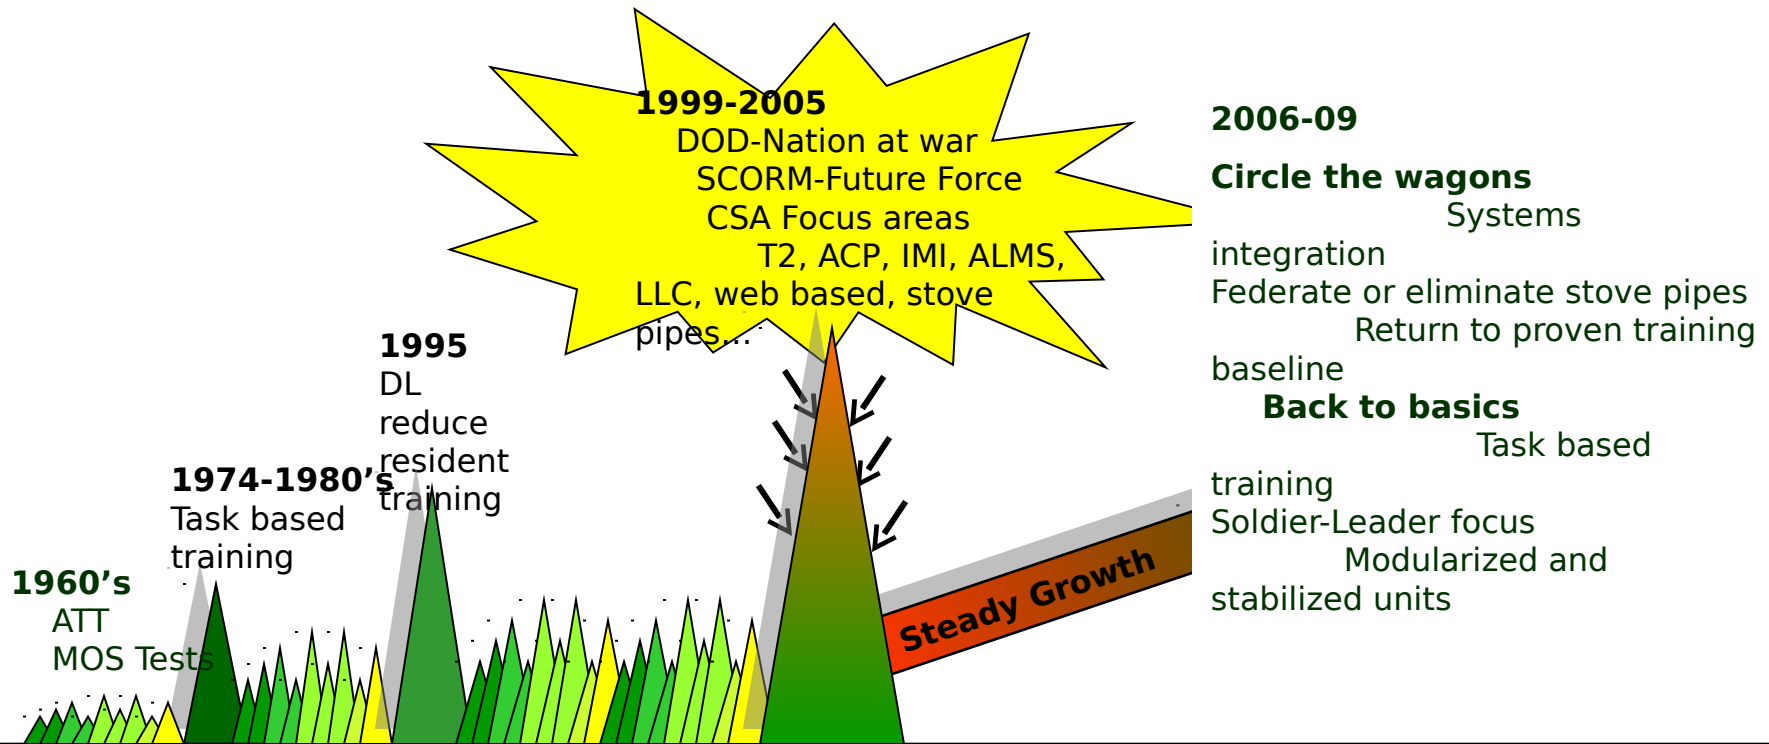 1960’s
ATT
MOS Tests
1974-1980’s
Task based
training
1995
DL
reduce
resident
training
1999-2005
DOD-Nation at war
SCORM-Future Force
CSA Focus areas
T2, ACP, IMI, ALMS,
LLC, web based, stove
pipes...
Steady Growth
2006-09
Circle the wagons
Systems
integration
Federate or eliminate stove pipes
Return to proven training
baseline
Back to basics
Task based
training
Soldier-Leader focus
Modularized and
stabilized units